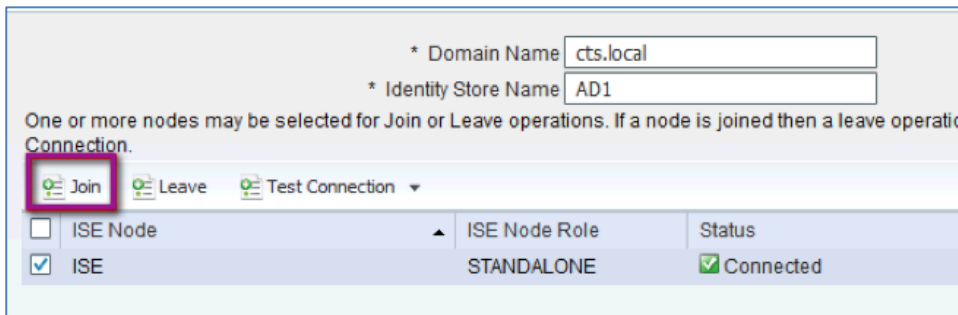 * Domain Name cts.local
* Identity Store Name AD1
One or more nodes may be selected for Join or Leave operations. If a node is joined then a leave
Connection.
Join Leave Test Connection
ISE Node ISE Node Role Status
ISE STANDALONE Connected